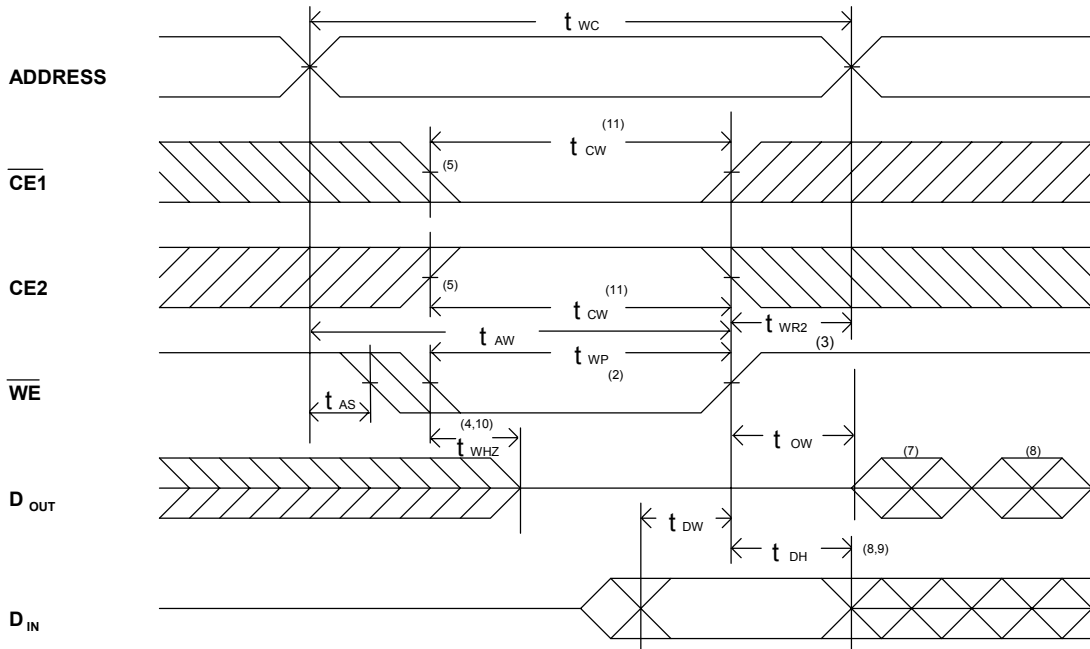 t WC
ADDRESS
(11)
t CW
CE1
(5)
CE2
(5)
(11)
t CW
t WR2
t AW
(3)
t WP
(2)
WE
t AS
(4,10)
t WHZ
t OW
(7)
(8)
D OUT
t DW
t DH
(8,9)
D IN